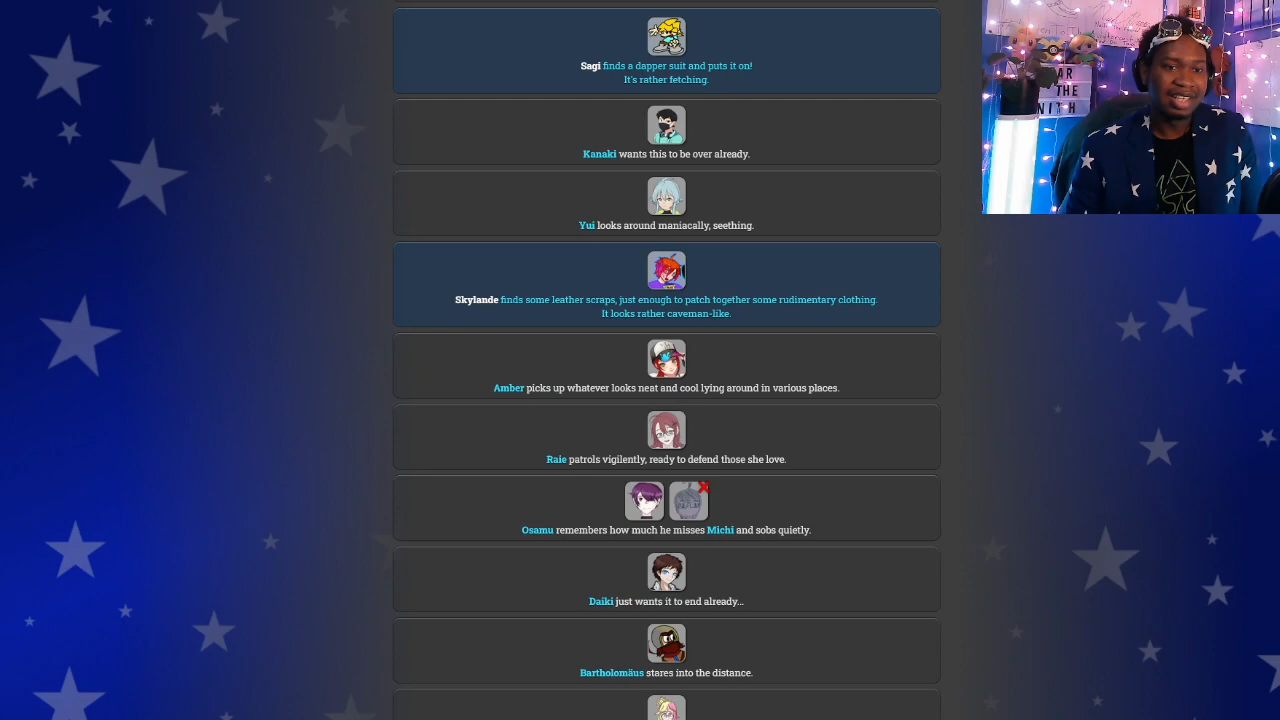 Sagi finds a dapper suit and puts it on!
It's rather fetching.
Kanaki wants this to be over already.
Yui looks around maniacally, seething.
Skylande finds some leather scraps, just enough to patch together some rudimentary clothing.
It looks rather caveman-like.
Amber picks up whatever looks neat and cool lying around in various places.
Raie patrols vigilently, ready to defend those she love.
Osamu remembers how much he misses Michi and sobs quietly.
Daiki just wants it to end already...
Bartholomäus stares into the distance.
AR
THE
NITH